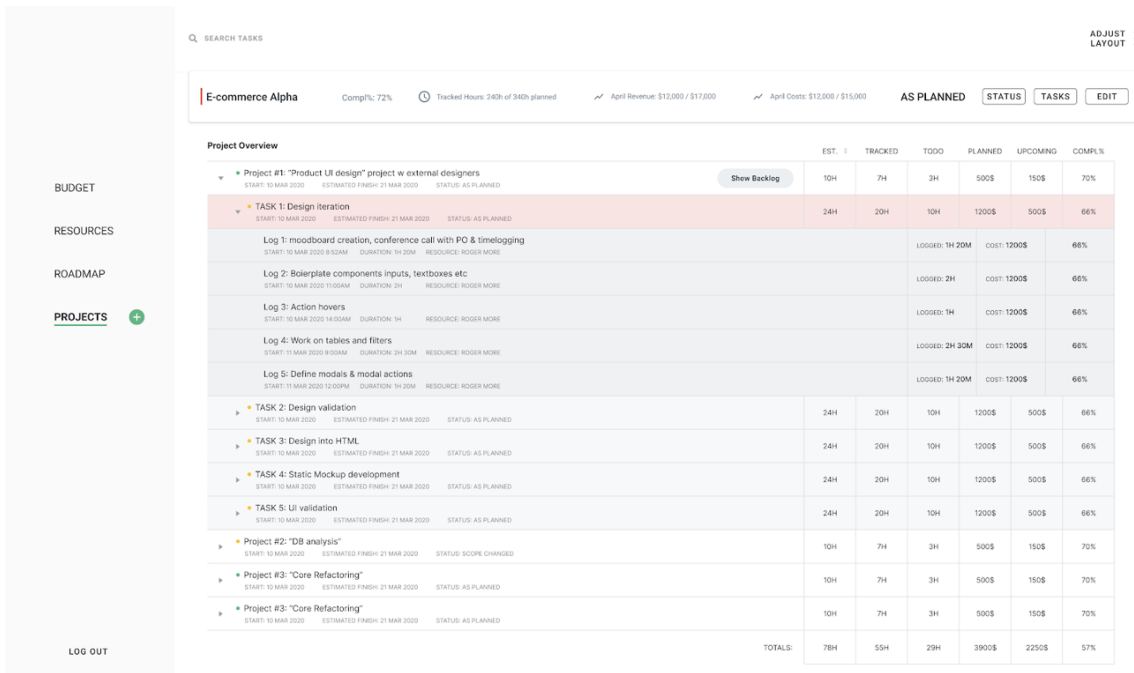 SEARCH TASKS
ADJUST
LAYOUT
E-commerce Alpha Compl%: 72% Tracked Hours: 240h of 340h planned April Revenue: $12,000 / $17,000 April Costs: $12,000 / $15,000 AS PLANNED STATUS TASKS EDIT
BUDGET
RESOURCES
ROADMAP
PROJECTS
LOG OUT
Project Overview EST. TRACKED TODO PLANNED UPCOMING COMPL%
Project #1: "Product UI design" project w external designers Show Backlog 10H 7H 3H 500$ 150$ 70%
START: 10 MAR 2020 ESTIMATED FINISH: 21 MAR 2020 STATUS: AS PLANNED
TASK 1: Design iteration 24H 20H 10H 1200$ 500$ 66%
START: 10 MAR 2020 ESTIMATED FINISH: 21 MAR 2020 STATUS: AS PLANNED
Log 1: moodboard creation, conference call with PO & timelogging LOGGED: 1H 20M COST: 1200$ 66%
START: 10 MAR 2020 8:52AM DURATION: 1H 20M RESOURCE: ROGER MORE
Log 2: Boierplate components inputs, textboxes etc LOGGED: 2H COST: 1200$ 66%
START: 10 MAR 2020 11:00AM DURATION: 2H RESOURCE: ROGER MORE
Log 3: Action hovers LOGGED: 1H COST: 1200$ 66%
START: 10 MAR 2020 14:00AM DURATION: 1H RESOURCE: ROGER MORE
Log 4: Work on tables and filters LOGGED: 2H 30M COST: 1200$ 66%
START: 11 MAR 2020 9:00AM DURATION: 2H 30M RESOURCE: ROGER MORE
Log 5: Define modals & modal actions LOGGED: 1H 20M COST: 1200$ 66%
START: 11 MAR 2020 12:00PM DURATION: 1H 20M RESOURCE: ROGER MORE
TASK 2: Design validation 24H 20H 10H 1200$ 500$ 66%
START: 10 MAR 2020 ESTIMATED FINISH: 21 MAR 2020 STATUS: AS PLANNED
TASK 3: Design into HTML 24H 20H 10H 1200$ 500$ 66%
START: 10 MAR 2020 ESTIMATED FINISH: 21 MAR 2020 STATUS: AS PLANNED
TASK 4: Static Mockup development 24H 20H 10H 1200$ 500$ 66%
START: 10 MAR 2020 ESTIMATED FINISH: 21 MAR 2020 STATUS: AS PLANNED
TASK 5: UI validation 24H 20H 10H 1200$ 500$ 66%
START: 10 MAR 2020 ESTIMATED FINISH: 21 MAR 2020 STATUS: AS PLANNED
Project #2: "DB analysis" 10H 7H 3H 500$ 150$ 70%
START: 10 MAR 2020 ESTIMATED FINISH: 21 MAR 2020 STATUS: SCOPE CHANGED
Project #3: "Core Refactoring" 10H 7H 3H 500$ 150$ 70%
START: 10 MAR 2020 ESTIMATED FINISH: 21 MAR 2020 STATUS: AS PLANNED
Project #3: "Core Refactoring" 10H 7H 3H 500$ 150$ 70%
START: 10 MAR 2020 ESTIMATED FINISH: 21 MAR 2020 STATUS: AS PLANNED
TOTALS: 78H 55H 29H 3900$ 2250$ 57%